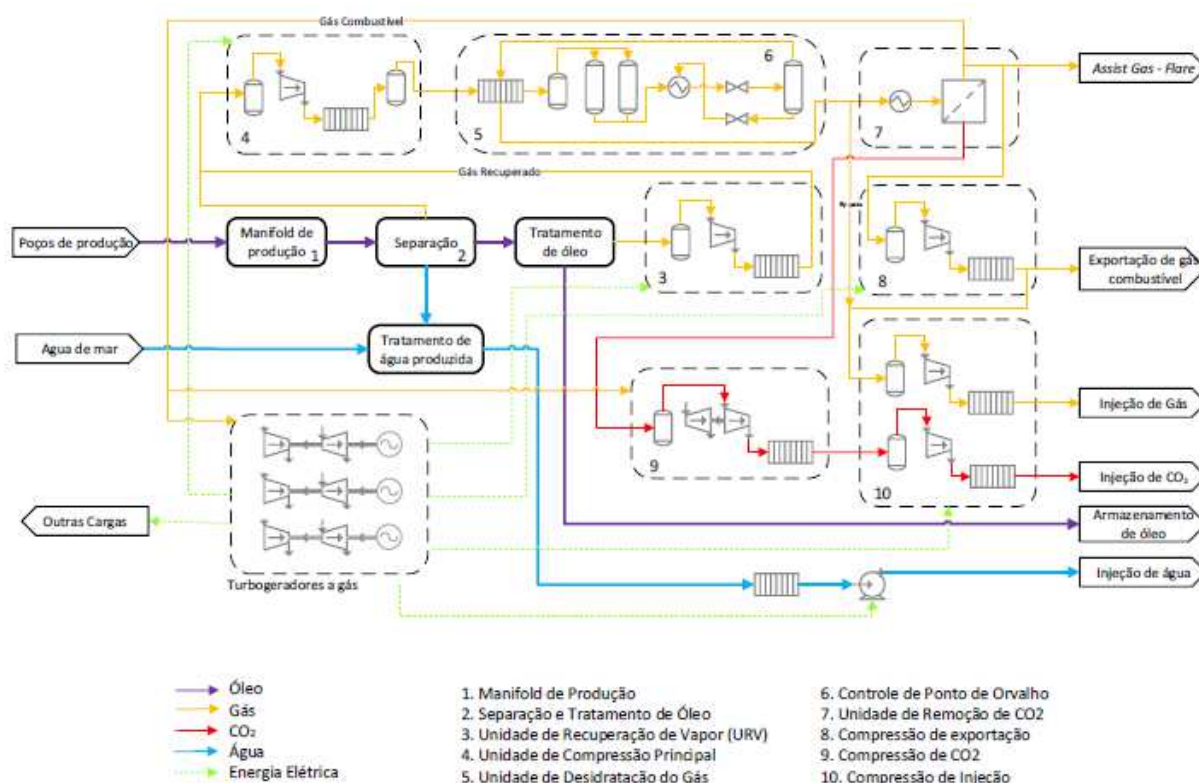 Gás Combustível
6
4
5
7
Assist Gas - Flare
Gás Recuperado
Poços de produção
Manifold de
produção 1
Separação
2
Tratamento
de óleo
3
8
Exportação de gás
combustível
Agua de mar
Tratamento de
água produzida
Injeção de Gás
9
10
Injeção de CO₂
Outras Cargas
Armazenamento
de óleo
Turbogeradores a gás
Injeção de água
Óleo
Gás
CO₂
Água
Energia Elétrica
1. Manifold de Produção
2. Separação e Tratamento de Óleo
3. Unidade de Recuperação de Vapor (URV)
4. Unidade de Compressão Principal
5. Unidade de Desidratação do Gás
6. Controle de Ponto de Orvalho
7. Unidade de Remoção de CO2
8. Compressão de exportação
9. Compressão de CO2
10. Compressão de Injeção